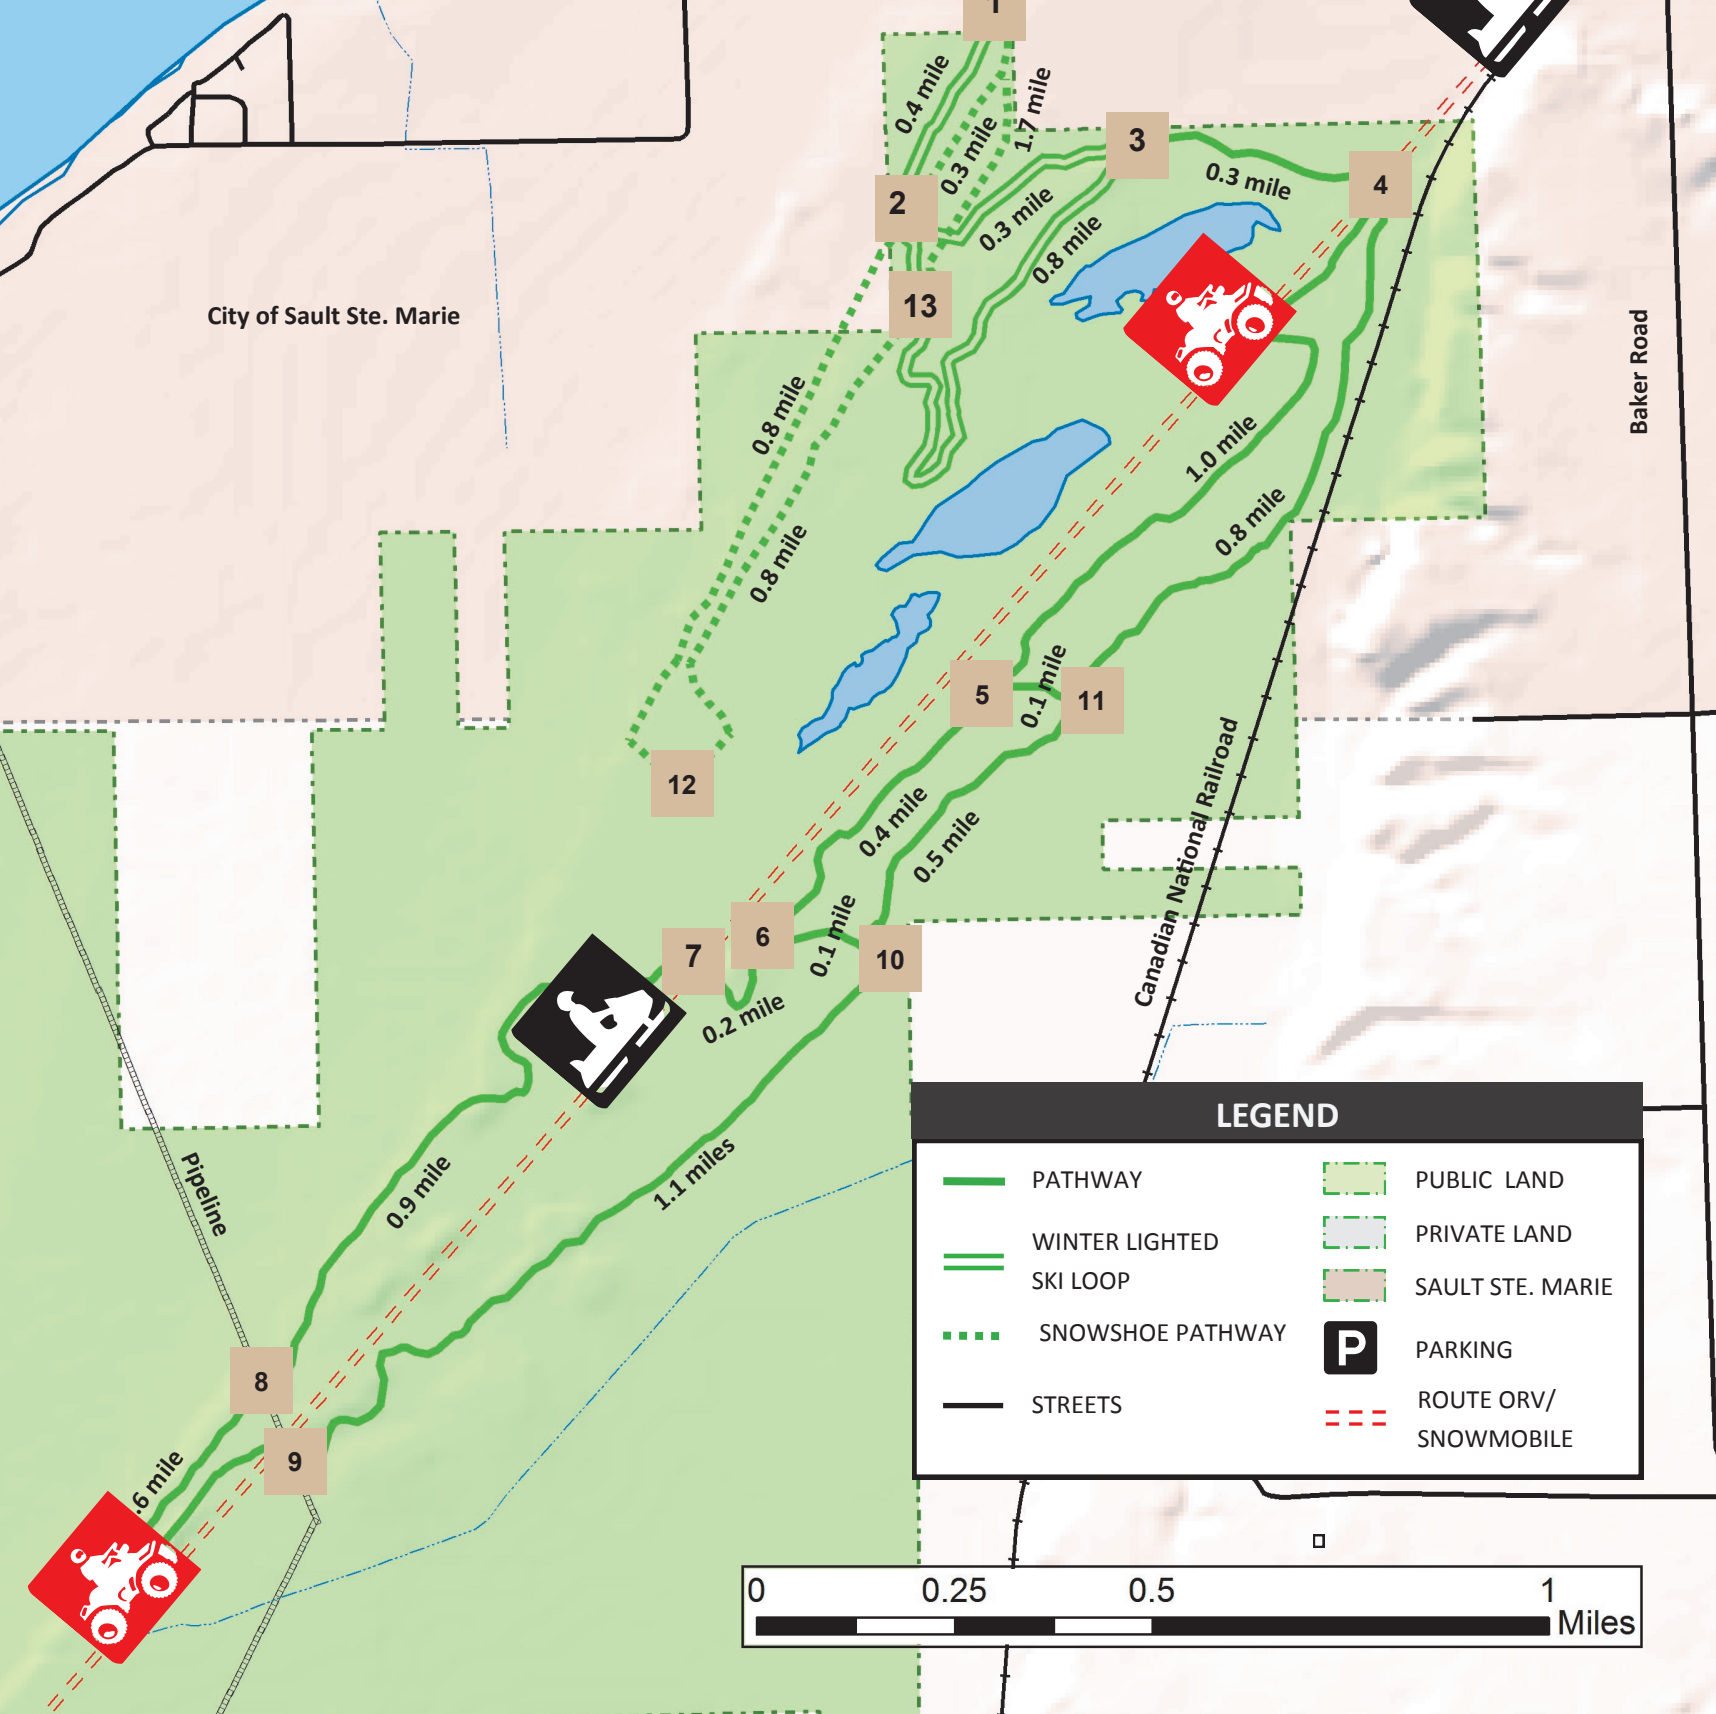 1
0.4 mile
1.7 mile
0.3 mile
3
0.3 mile
4
2
0.3 mile
0.8 mile
13
City of Sault Ste. Marie
Baker Road
0.8 mile
1.0 mile
0.8 mile
0.8 mile
5
0.1 mile
11
12
0.4 mile
0.5 mile
Canadian National Railroad
6
7
0.1 mile
10
0.2 mile
0.9 mile
1.1 miles
Pipeline
8
9
.6 mile
LEGEND
PATHWAY
WINTER LIGHTED
SKI LOOP
SNOWSHOE PATHWAY
STREETS
PUBLIC LAND
PRIVATE LAND
SAULT STE. MARIE
P
PARKING
ROUTE ORV/
SNOWMOBILE
0 0.25 0.5 1
Miles